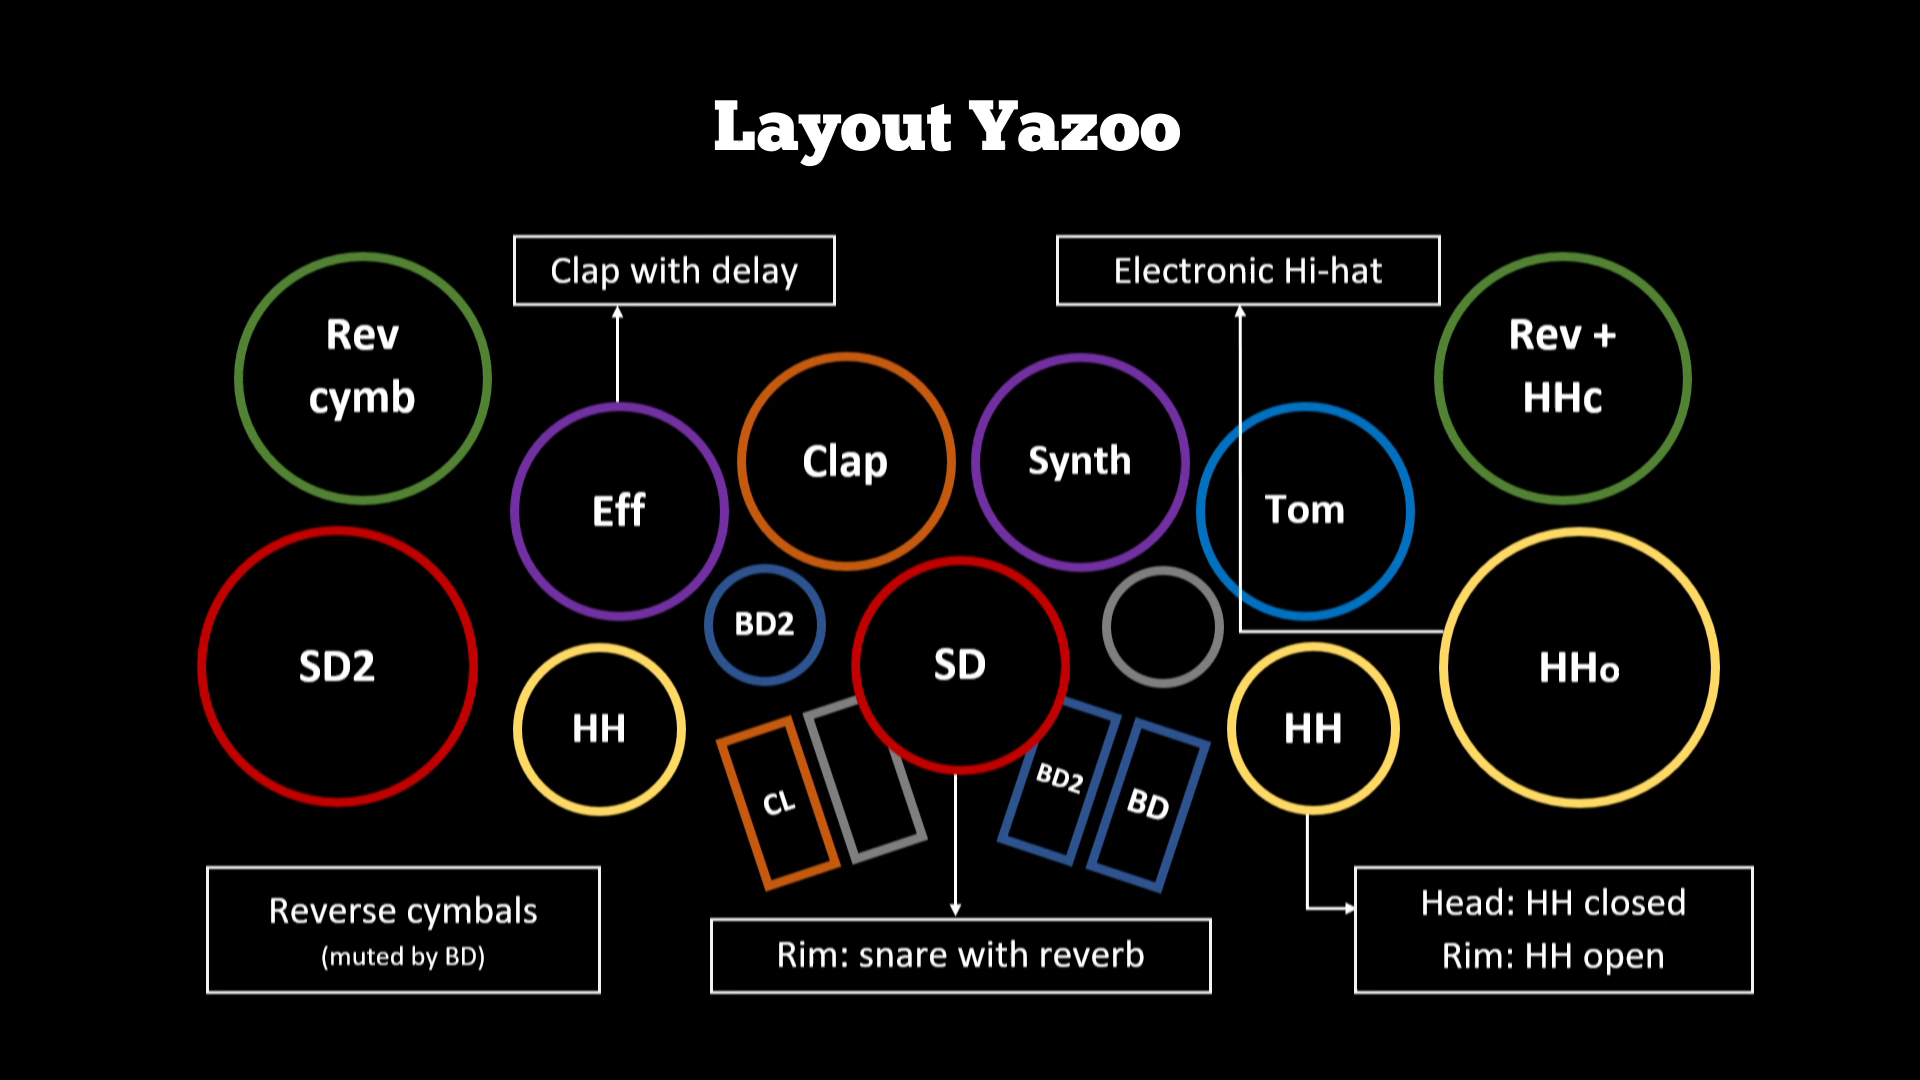 Layout Yazoo
Clap with delay
Electronic Hi-hat
Rev
cymb
Rev +
HHc
Eff
Clap
Synth
Tom
SD2
HH
BD2
SD
HH
HHo
CL
BD2
BD
Reverse cymbals
(muted by BD)
Rim: snare with reverb
Head: HH closed
Rim: HH open